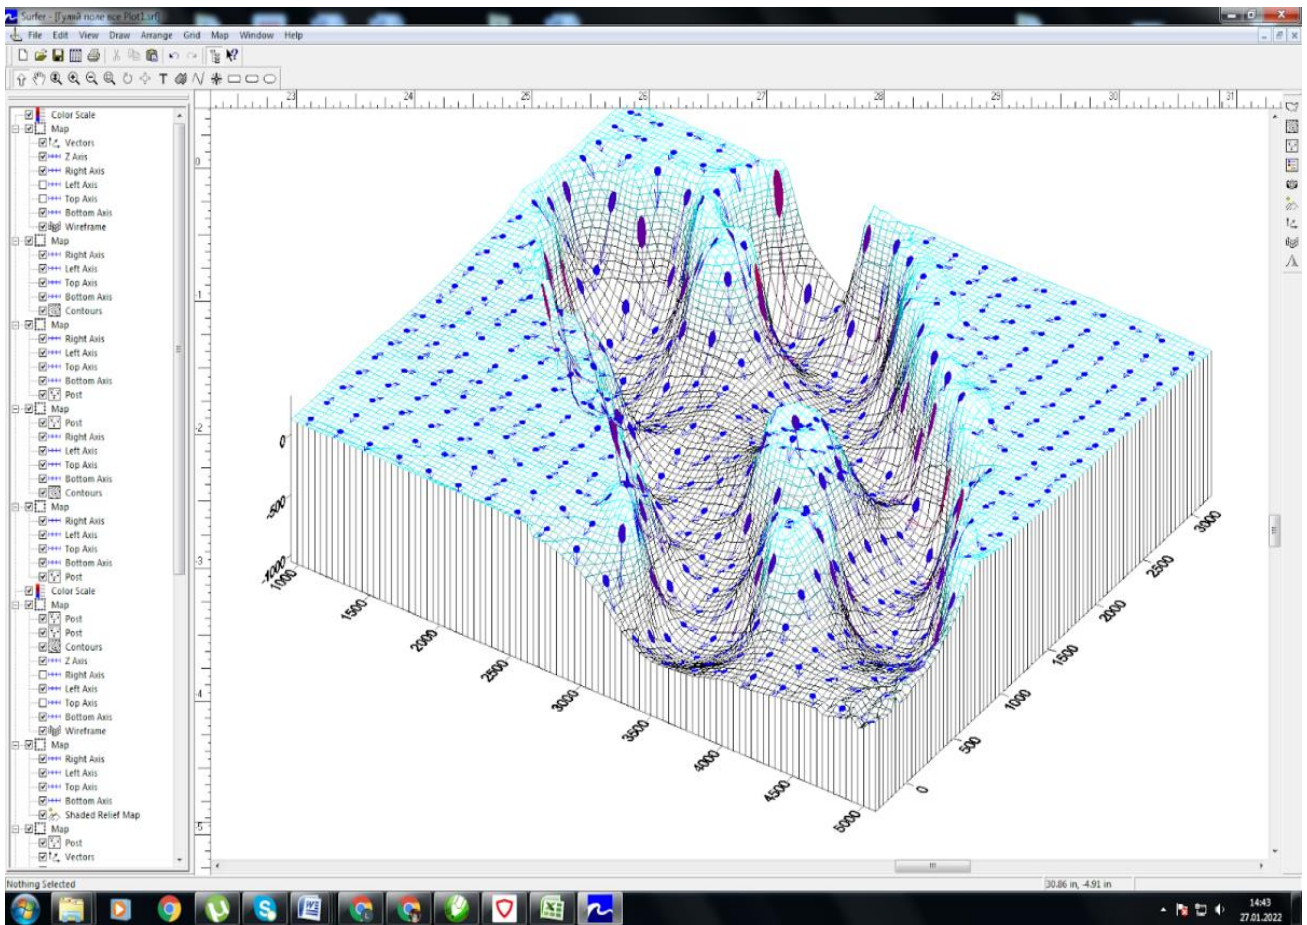 Surfer - [Гуляй поле все Plot1.srf]
File Edit View Draw Arrange Grid Map Window Help
23 24 25 26 27 28 29 30 31
Color Scale
Map
Vectors
Z Axis
Right Axis
Left Axis
Top Axis
Bottom Axis
Wireframe
Map
Right Axis
Left Axis
Top Axis
Bottom Axis
Contours
Map
Right Axis
Left Axis
Top Axis
Bottom Axis
Post
Map
Post
Right Axis
Left Axis
Top Axis
Bottom Axis
Contours
Map
Right Axis
Left Axis
Top Axis
Bottom Axis
Post
Color Scale
Map
Post
Post
Contours
Z Axis
Right Axis
Left Axis
Top Axis
Bottom Axis
Wireframe
Map
Right Axis
Left Axis
Top Axis
Bottom Axis
Shaded Relief Map
Map
Post
Vectors
0
-1
-2
-3
-4
-5
0
-500
-1000
1000
1500
2000
2500
3000
3500
4000
4500
5000
0
500
1000
1500
2000
2500
3000
Nothing Selected
30.86 in, -4.91 in
14:43
27.01.2022